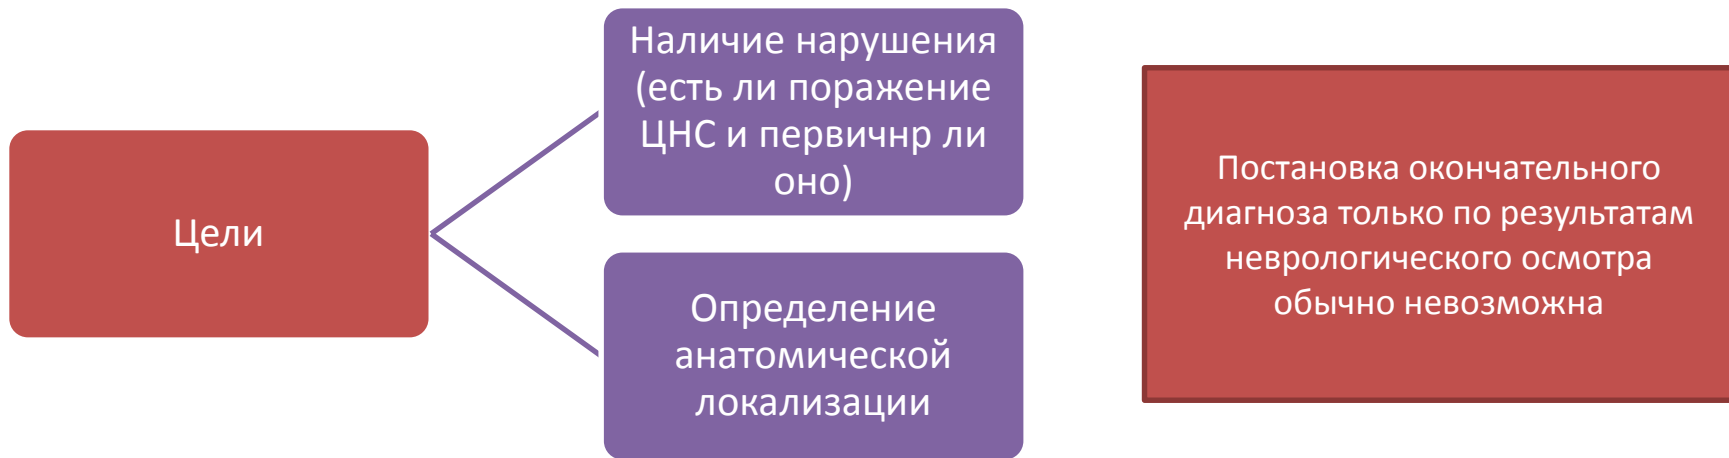 Цели
Наличие нарушения
(есть ли поражение
ЦНС и первичнр ли
оно)
Определение
анатомической
локализации
Постановка окончательного
диагноза только по результатам
неврологического осмотра
обычно невозможна